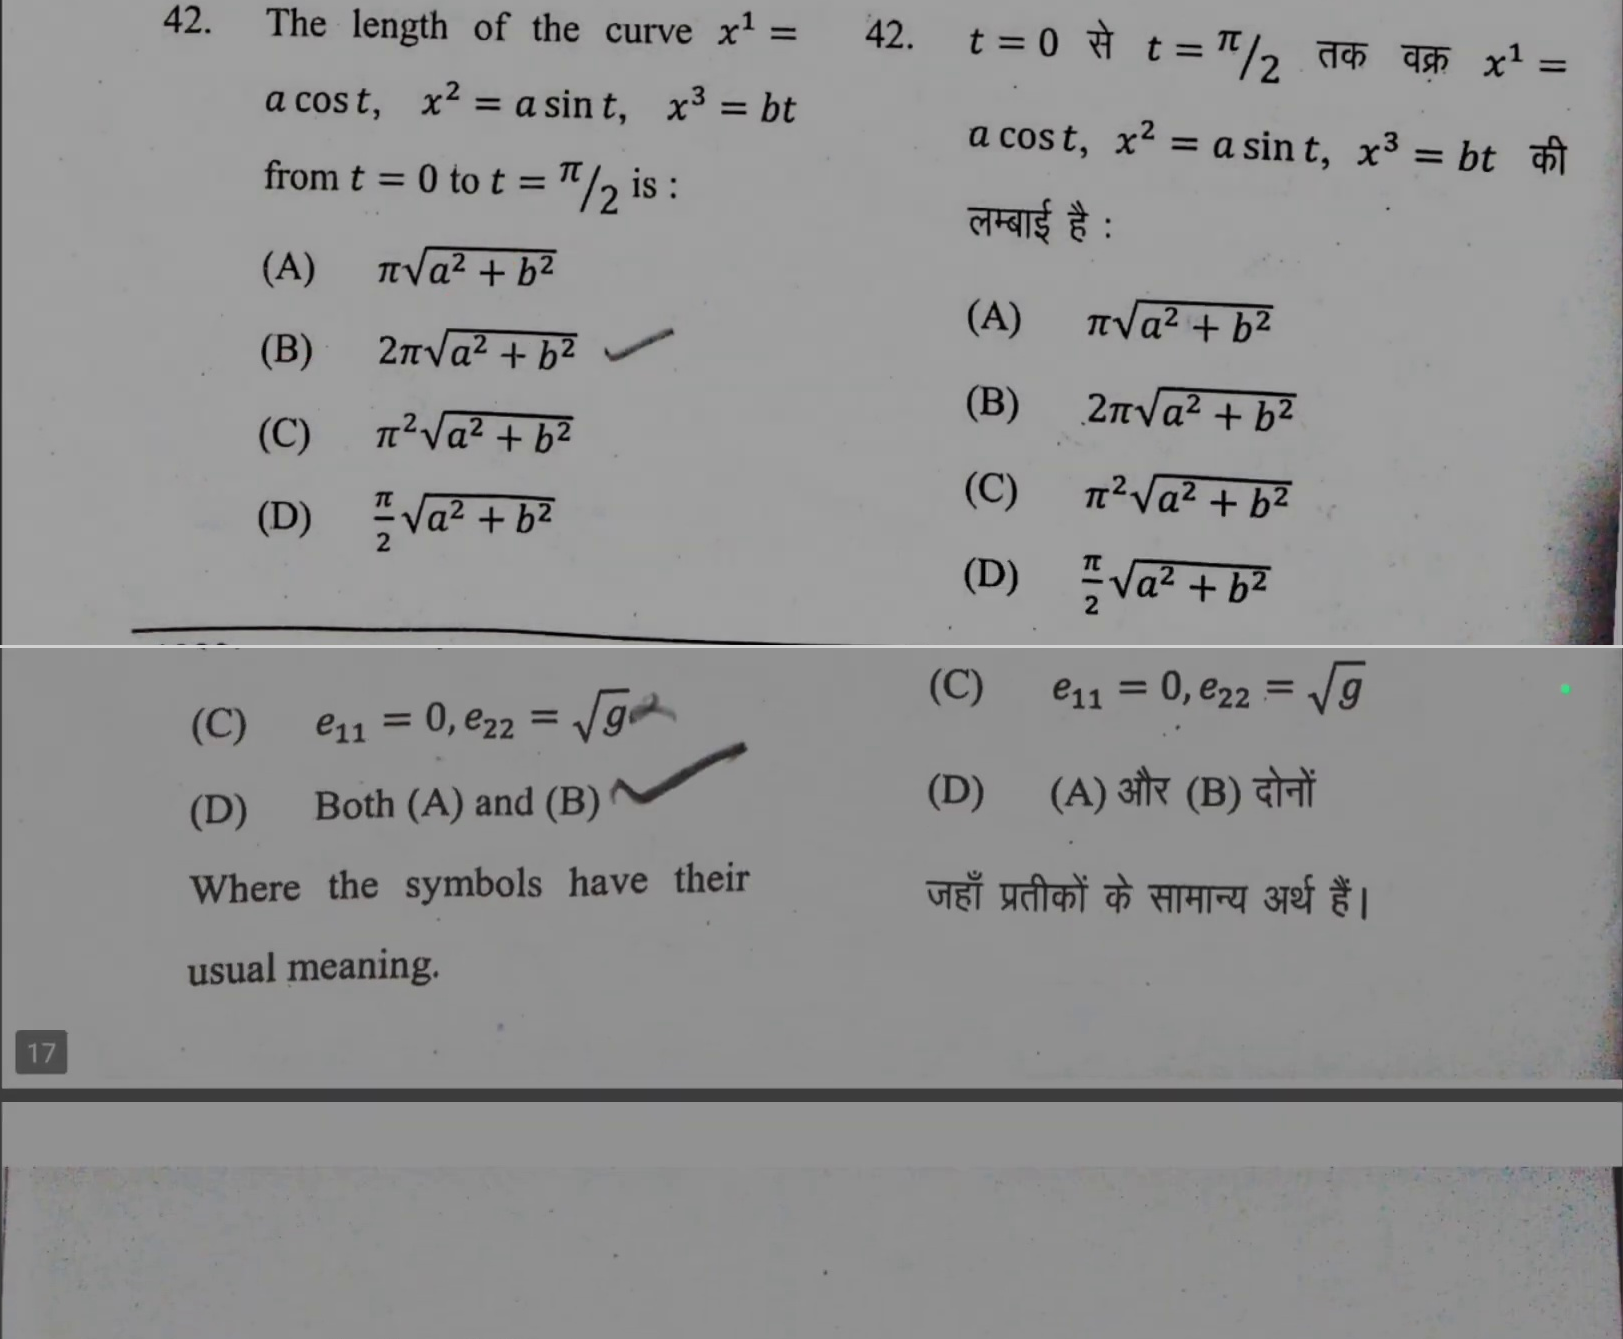 42. The length of the curve x¹ =
a cos t, x² = a sin t, x³ = bt
from t = 0 to t = π/2 is :
(A) π√(a² + b²)
(B) 2π√(a² + b²)
(C) π²√(a² + b²)
(D) π/2 √(a² + b²)
42. t = 0 से t = π/2 तक वक्र x¹ =
a cos t, x² = a sin t, x³ = bt की
लम्बाई है :
(A) π√(a² + b²)
(B) 2π√(a² + b²)
(C) π²√(a² + b²)
(D) π/2 √(a² + b²)
(C) e₁₁ = 0, e₂₂ = √g
(D) Both (A) and (B)
Where the symbols have their
usual meaning.
(C) e₁₁ = 0, e₂₂ = √g
(D) (A) और (B) दोनों
जहाँ प्रतीकों के सामान्य अर्थ हैं।
17